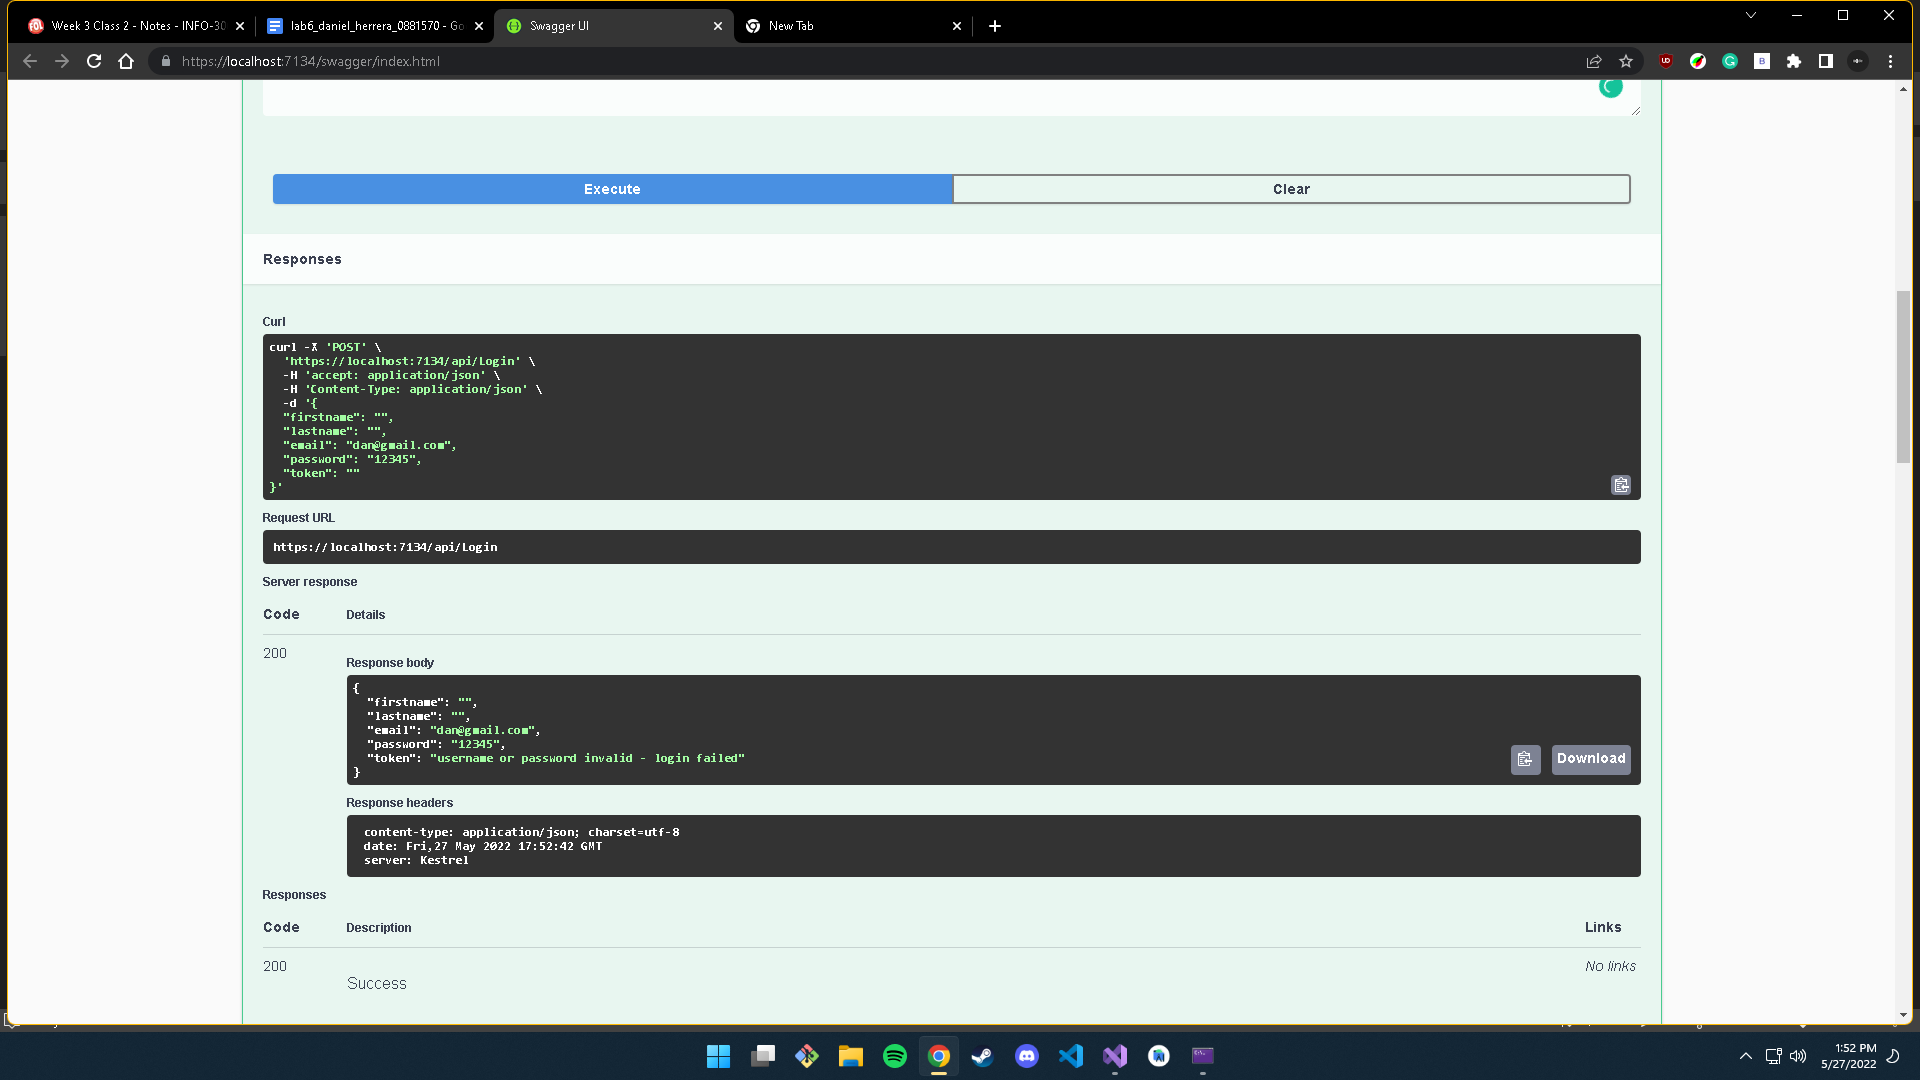 Week 3 Class 2 - Notes - INFO-30
lab6_daniel_herrera_0881570 - Go
Swagger UI
New Tab
https://localhost:7134/swagger/index.html
Execute
Clear
Responses
Curl
curl -X 'POST' \
'https://localhost:7134/api/Login' \
-H 'accept: application/json' \
-H 'Content-Type: application/json' \
-d '{
"firstname": "",
"lastname": "",
"email": "dan@gmail.com",
"password": "12345",
"token": ""
}'
Request URL
https://localhost:7134/api/Login
Server response
Code Details
200
Response body
{
"firstname": "",
"lastname": "",
"email": "dan@gmail.com",
"password": "12345",
"token": "username or password invalid - login failed"
}
Download
Response headers
content-type: application/json; charset=utf-8
date: Fri,27 May 2022 17:52:42 GMT
server: Kestrel
Responses
Code Description Links
200
Success
No links
1:52 PM
5/27/2022